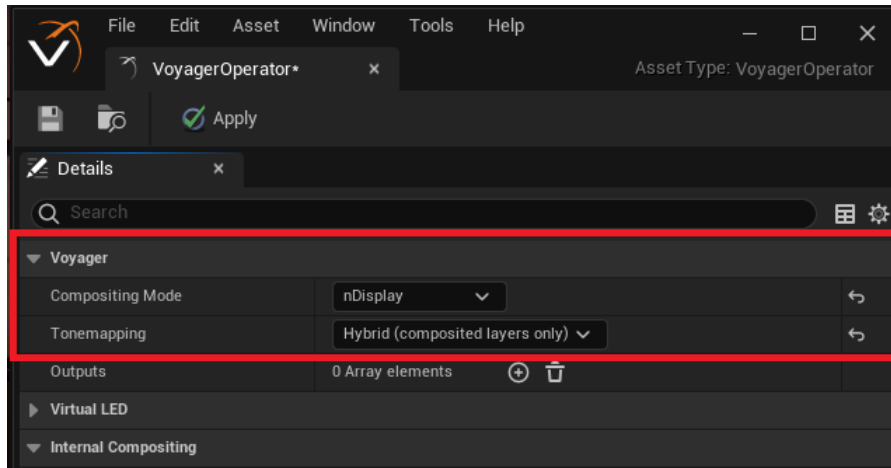 File Edit Asset Window Tools Help
VoyagerOperator*
Asset Type: VoyagerOperator
Apply
Details
Search
Voyager
Compositing Mode nDisplay
Tonemapping Hybrid (composited layers only)
Outputs 0 Array elements
Virtual LED
Internal Compositing